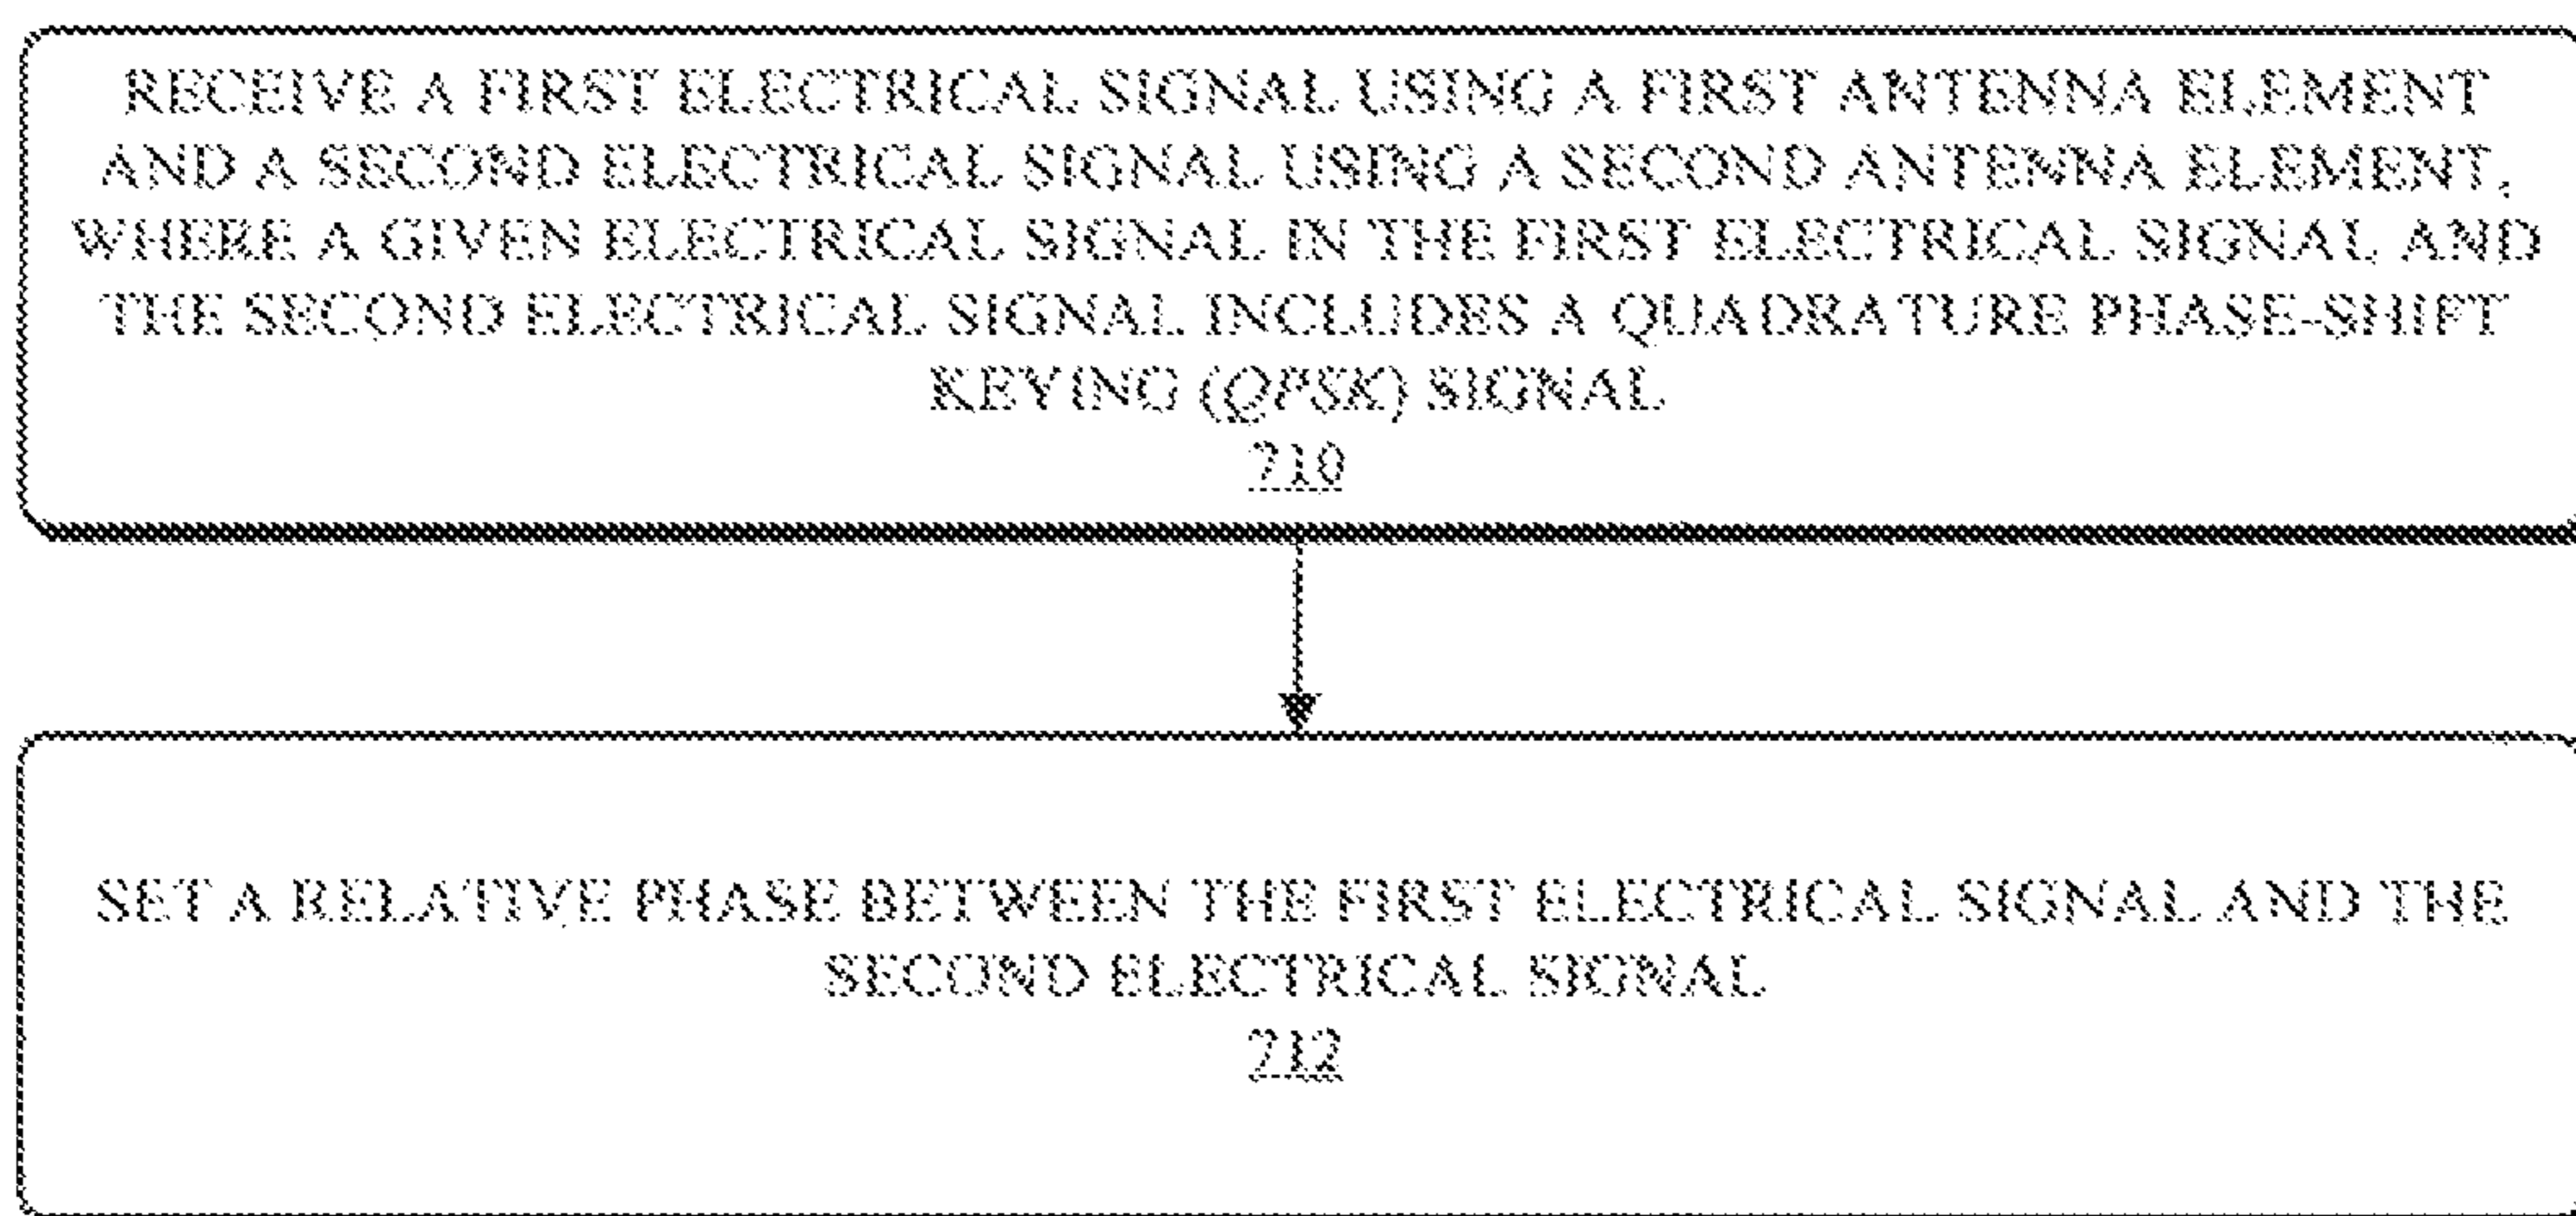 RECEIVE A FIRST ELECTRICAL SIGNAL USING A FIRST ANTENNA ELEMENT
AND A SECOND ELECTRICAL SIGNAL USING A SECOND ANTENNA ELEMENT,
WHERE A GIVEN ELECTRICAL SIGNAL IN THE FIRST ELECTRICAL SIGNAL AND
THE SECOND ELECTRICAL SIGNAL INCLUDES A QUADRATURE PHASE-SHIFT
KEYING (QPSK) SIGNAL
710
SET A RELATIVE PHASE BETWEEN THE FIRST ELECTRICAL SIGNAL AND THE
SECOND ELECTRICAL SIGNAL
712